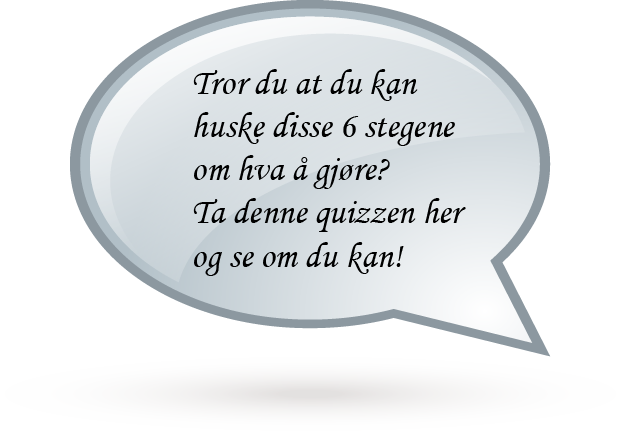 Tror du at du kan
huske disse 6 stegene
om hva å gjøre?
Ta denne quizzen her
og se om du kan!